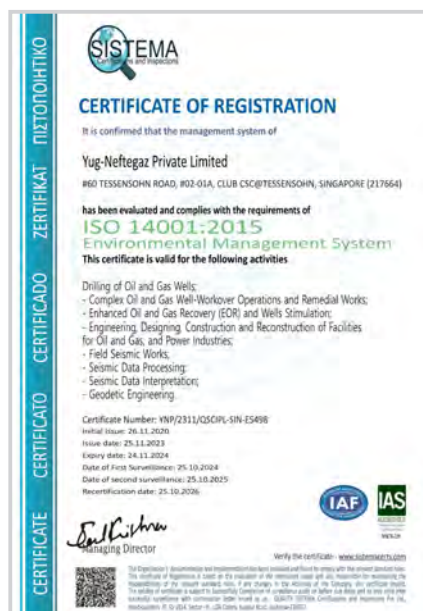 SISTEMA
Certifications and Inspections
CERTIFICATE OF REGISTRATION
It is confirmed that the management system of
Yug-Neftegaz Private Limited
#60 TESSENSOHN ROAD, #02-01A, CLUB CSC@TESSENSOHN, SINGAPORE (217664)
has been evaluated and complies with the requirements of
ISO 14001:2015
Environmental Management System
This certificate is valid for the following activities
Drilling of Oil and Gas Wells;
- Complex Oil and Gas Well-Workover Operations and Remedial Works;
- Enhanced Oil and Gas Recovery (EOR) and Wells Stimulation;
- Engineering, Designing, Construction and Reconstruction of Facilities
for Oil and Gas, and Power Industries;
- Field Seismic Works;
- Seismic Data Processing;
- Seismic Data Interpretation;
- Geodetic Engineering
Certificate Number: YNP/2311/QSCIPL-SIN-ES498
Initial Issue: 26.11.2020
Issue date: 25.11.2023
Expiry date: 24.11.2024
Date of First Surveillance: 25.10.2024
Date of second surveillance: 25.10.2025
Recertification date: 25.10.2026
Managing Director
IAF
IAS
Verify the certificate - www.sistemacerts.com
CERTIFICATE CERTIFICATO CERTIFICADO ZERTIFIKAT ΠΙΣΤΟΠΟΙΗΤΙΚΟ